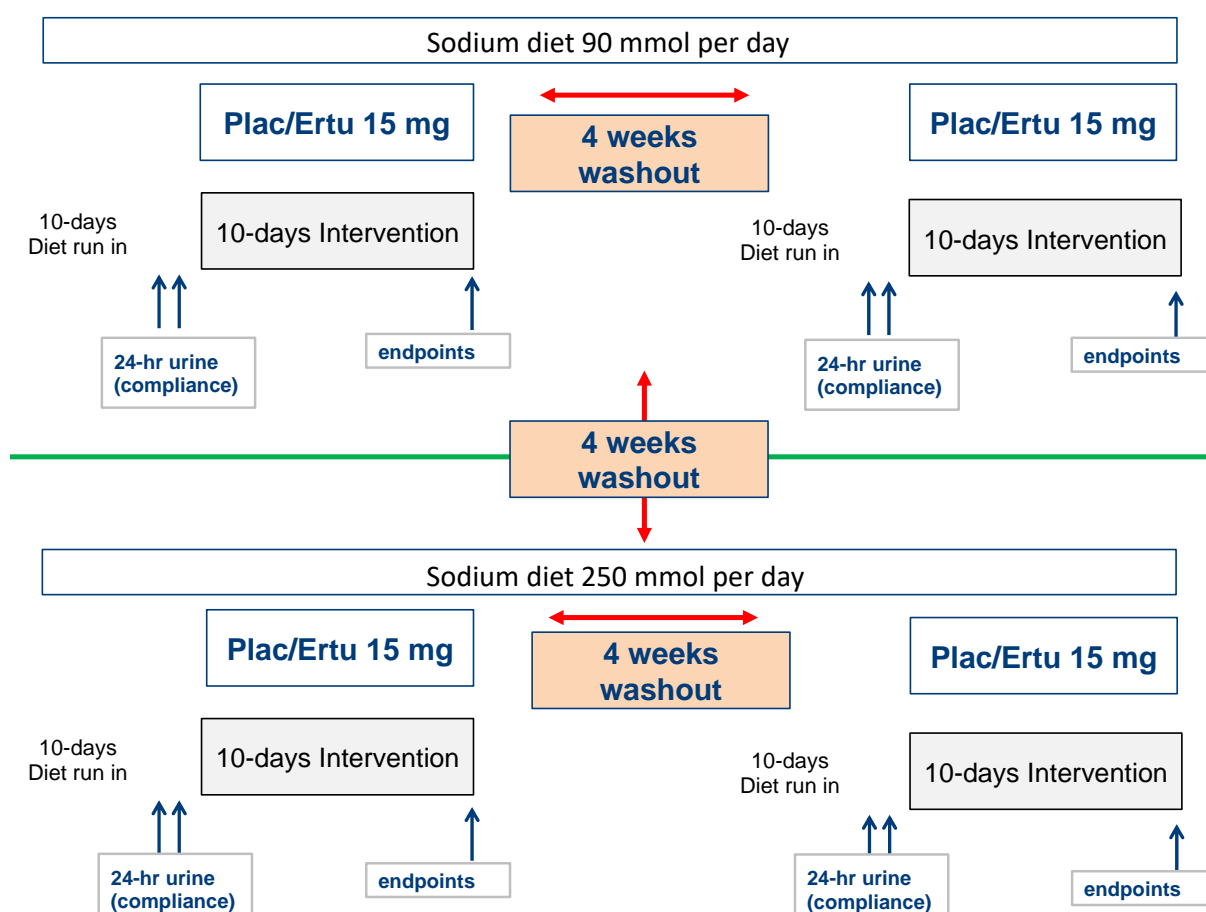 Sodium diet 90 mmol per day
Plac/Ertu 15 mg
4 weeks
washout
Plac/Ertu 15 mg
10-days
Diet run in
10-days Intervention
10-days
Diet run in
10-days Intervention
24-hr urine
(compliance)
endpoints
24-hr urine
(compliance)
endpoints
4 weeks
washout
Sodium diet 250 mmol per day
Plac/Ertu 15 mg
4 weeks
washout
Plac/Ertu 15 mg
10-days
Diet run in
10-days Intervention
10-days
Diet run in
10-days Intervention
24-hr urine
(compliance)
endpoints
24-hr urine
(compliance)
endpoints